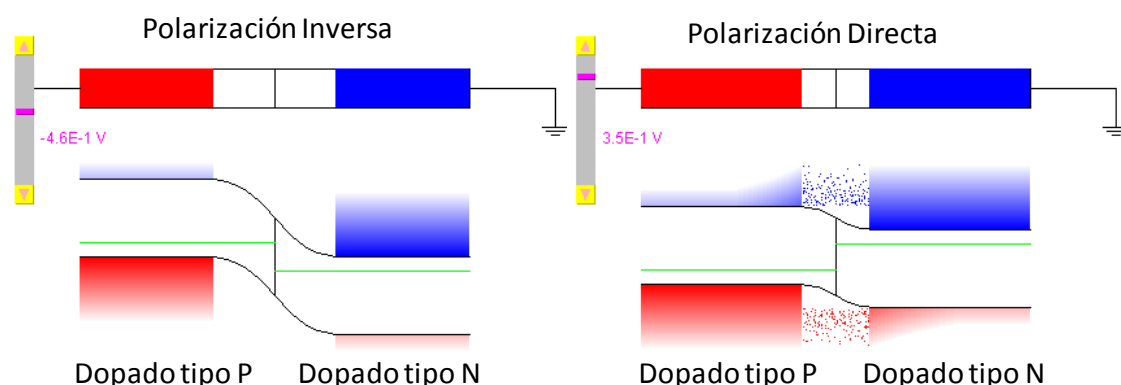 Polarización Inversa
-4.6E-1 V
Dopado tipo P
Dopado tipo N
Polarización Directa
3.5E-1 V
Dopado tipo P
Dopado tipo N